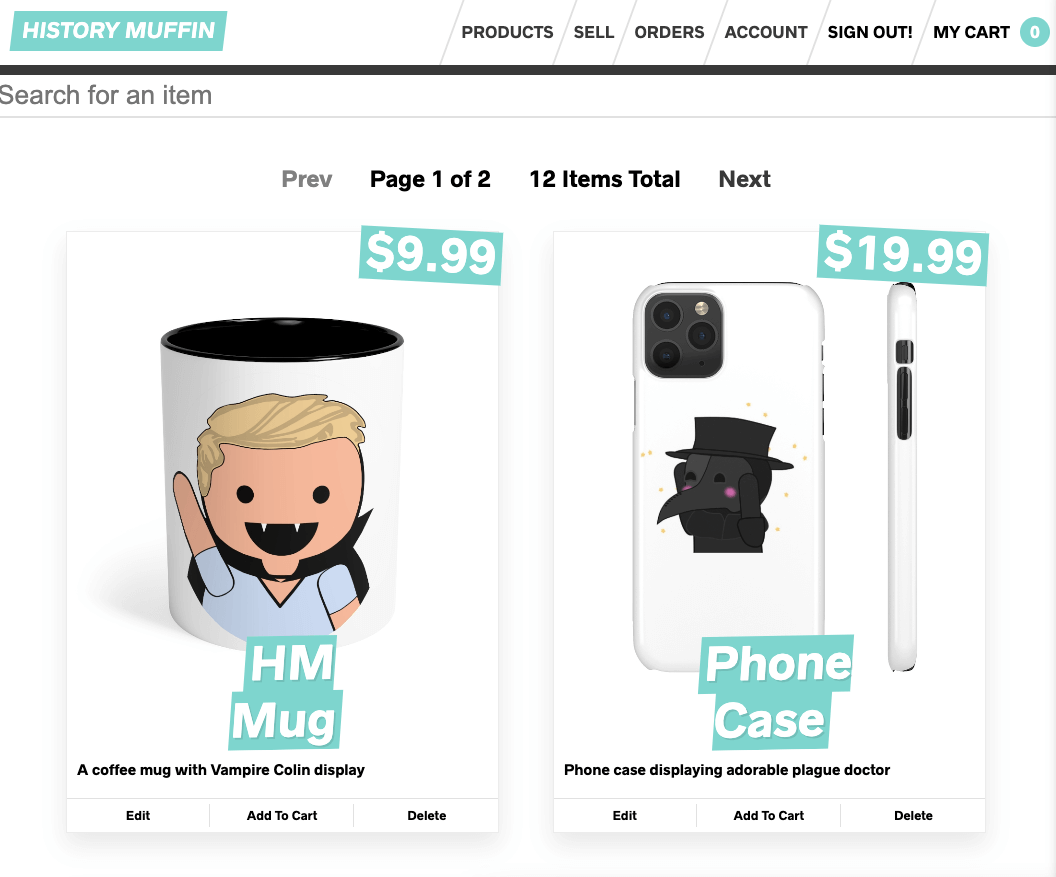 HISTORY MUFFIN
PRODUCTS SELL ORDERS ACCOUNT SIGN OUT! MY CART 0
Search for an item
Prev Page 1 of 2 12 Items Total Next
$9.99 $19.99
HM
Mug
Phone
Case
A coffee mug with Vampire Colin display
Phone case displaying adorable plague doctor
Edit Add To Cart Delete
Edit Add To Cart Delete